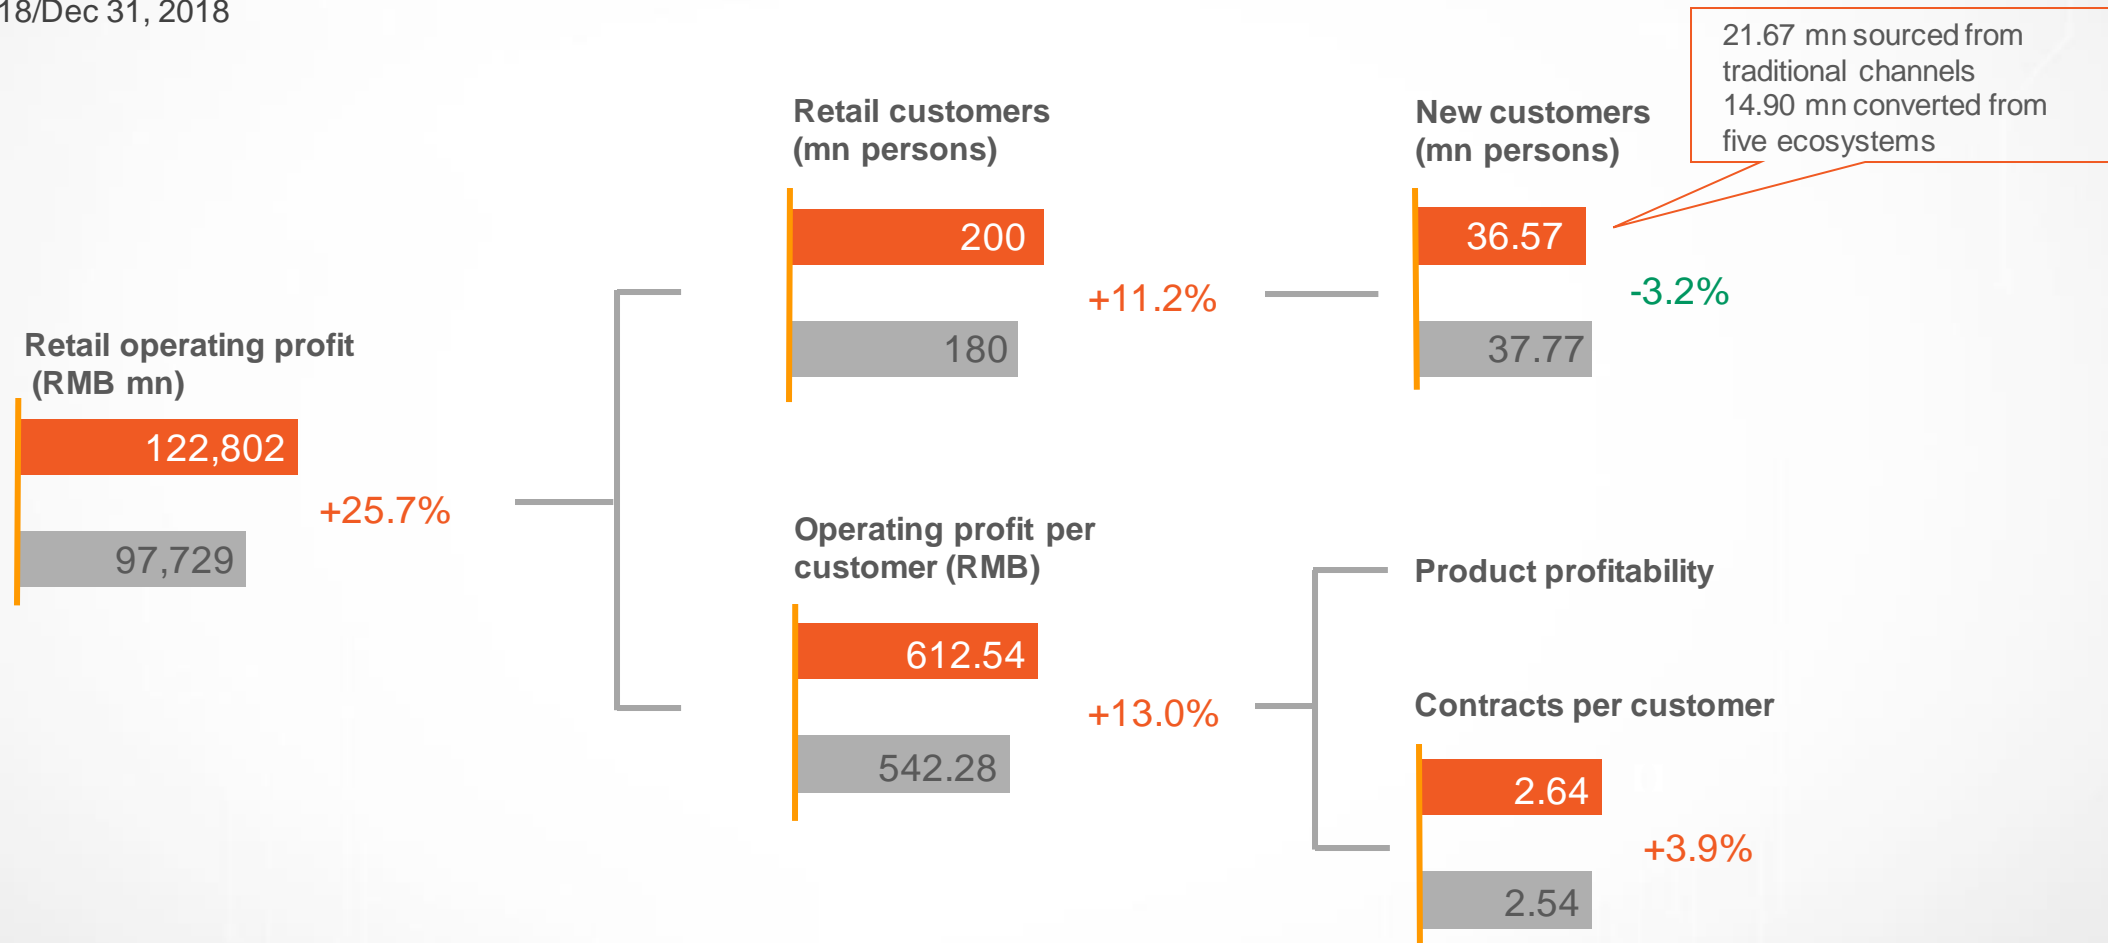 18/Dec 31, 2018
21.67 mn sourced from
traditional channels
14.90 mn converted from
five ecosystems
Retail customers
(mn persons)
200
+11.2%
180
New customers
(mn persons)
36.57
-3.2%
37.77
Retail operating profit
(RMB mn)
122,802
+25.7%
97,729
Operating profit per
customer (RMB)
612.54
+13.0%
542.28
Product profitability
Contracts per customer
2.64
+3.9%
2.54